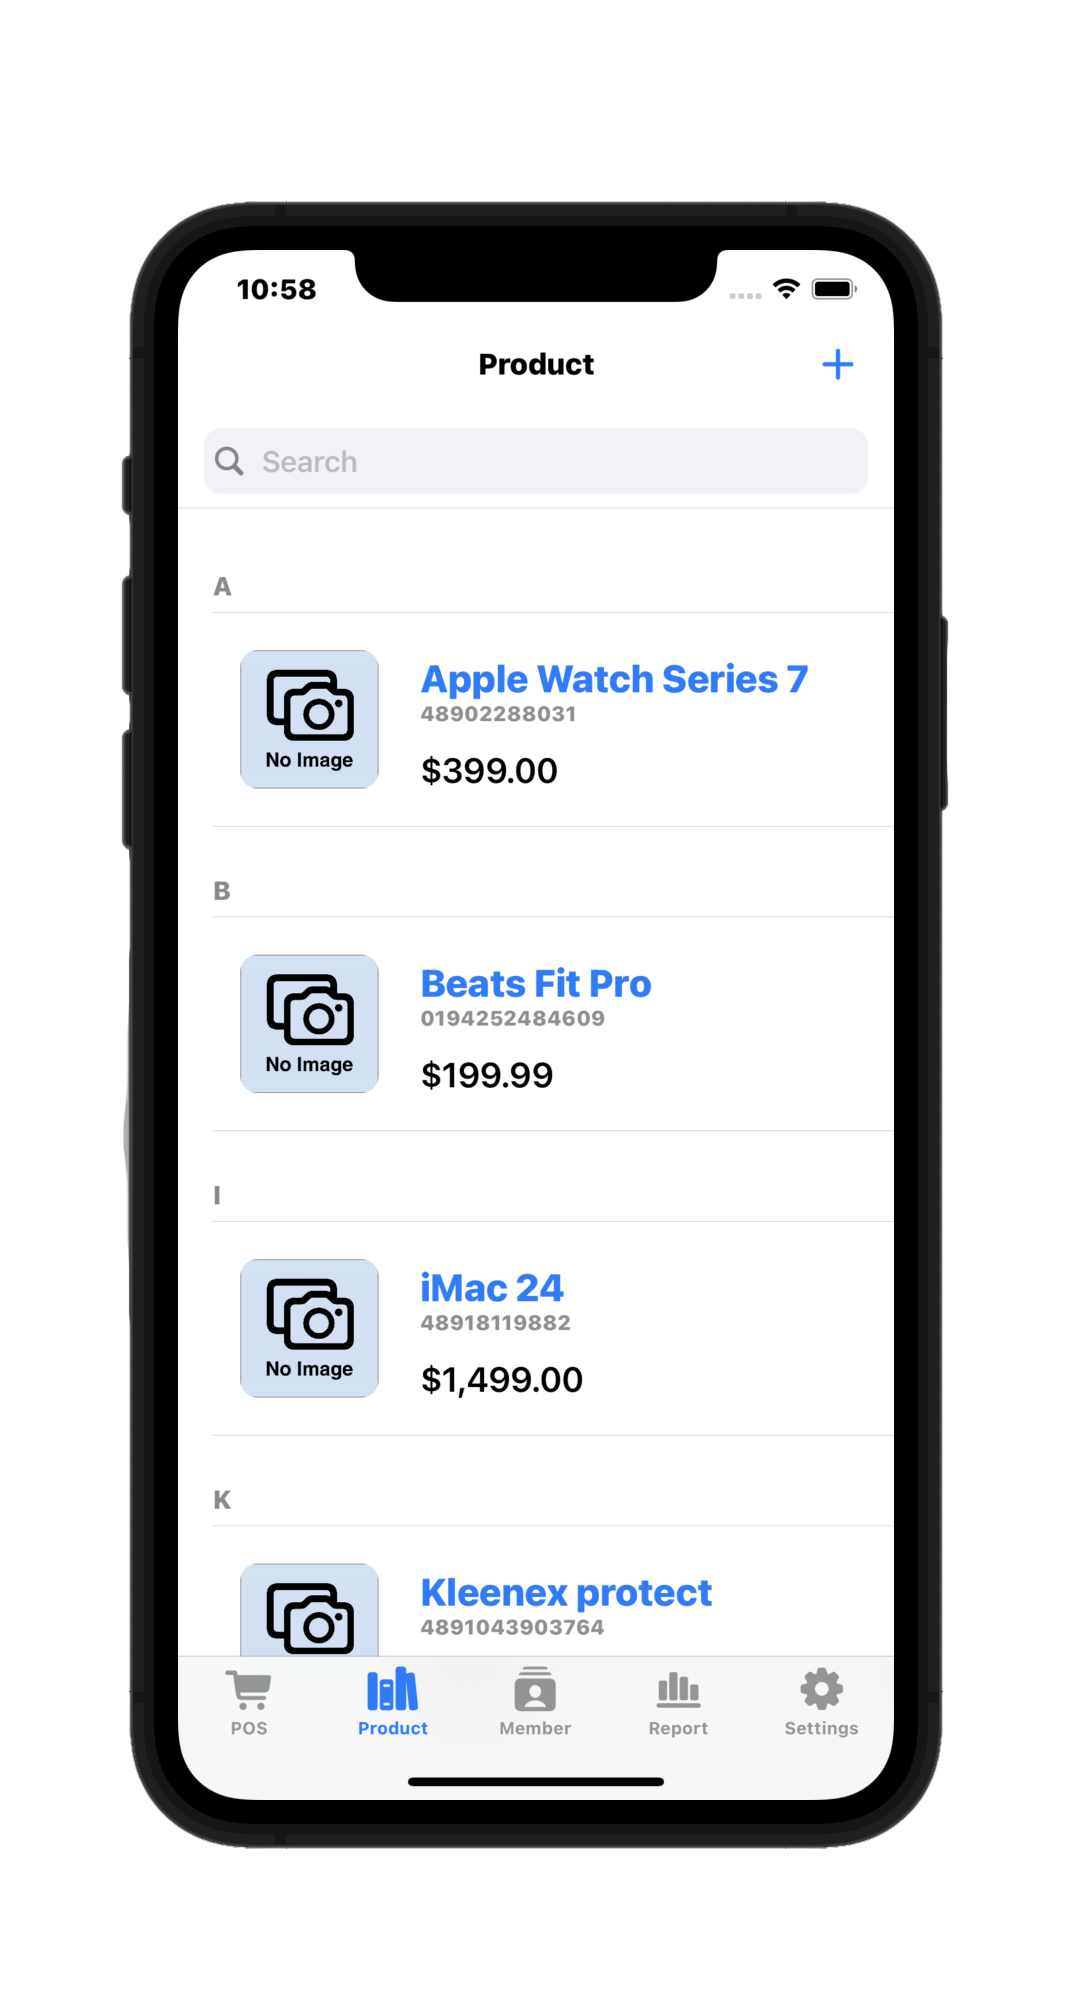 10:58
Product
Search
A
Apple Watch Series 7
48902288031
No Image
$399.00
B
Beats Fit Pro
0194252484609
No Image
$199.99
I
iMac 24
48918119882
No Image
$1,499.00
K
Kleenex protect
4891043903764
POS
Product
Member
Report
Settings